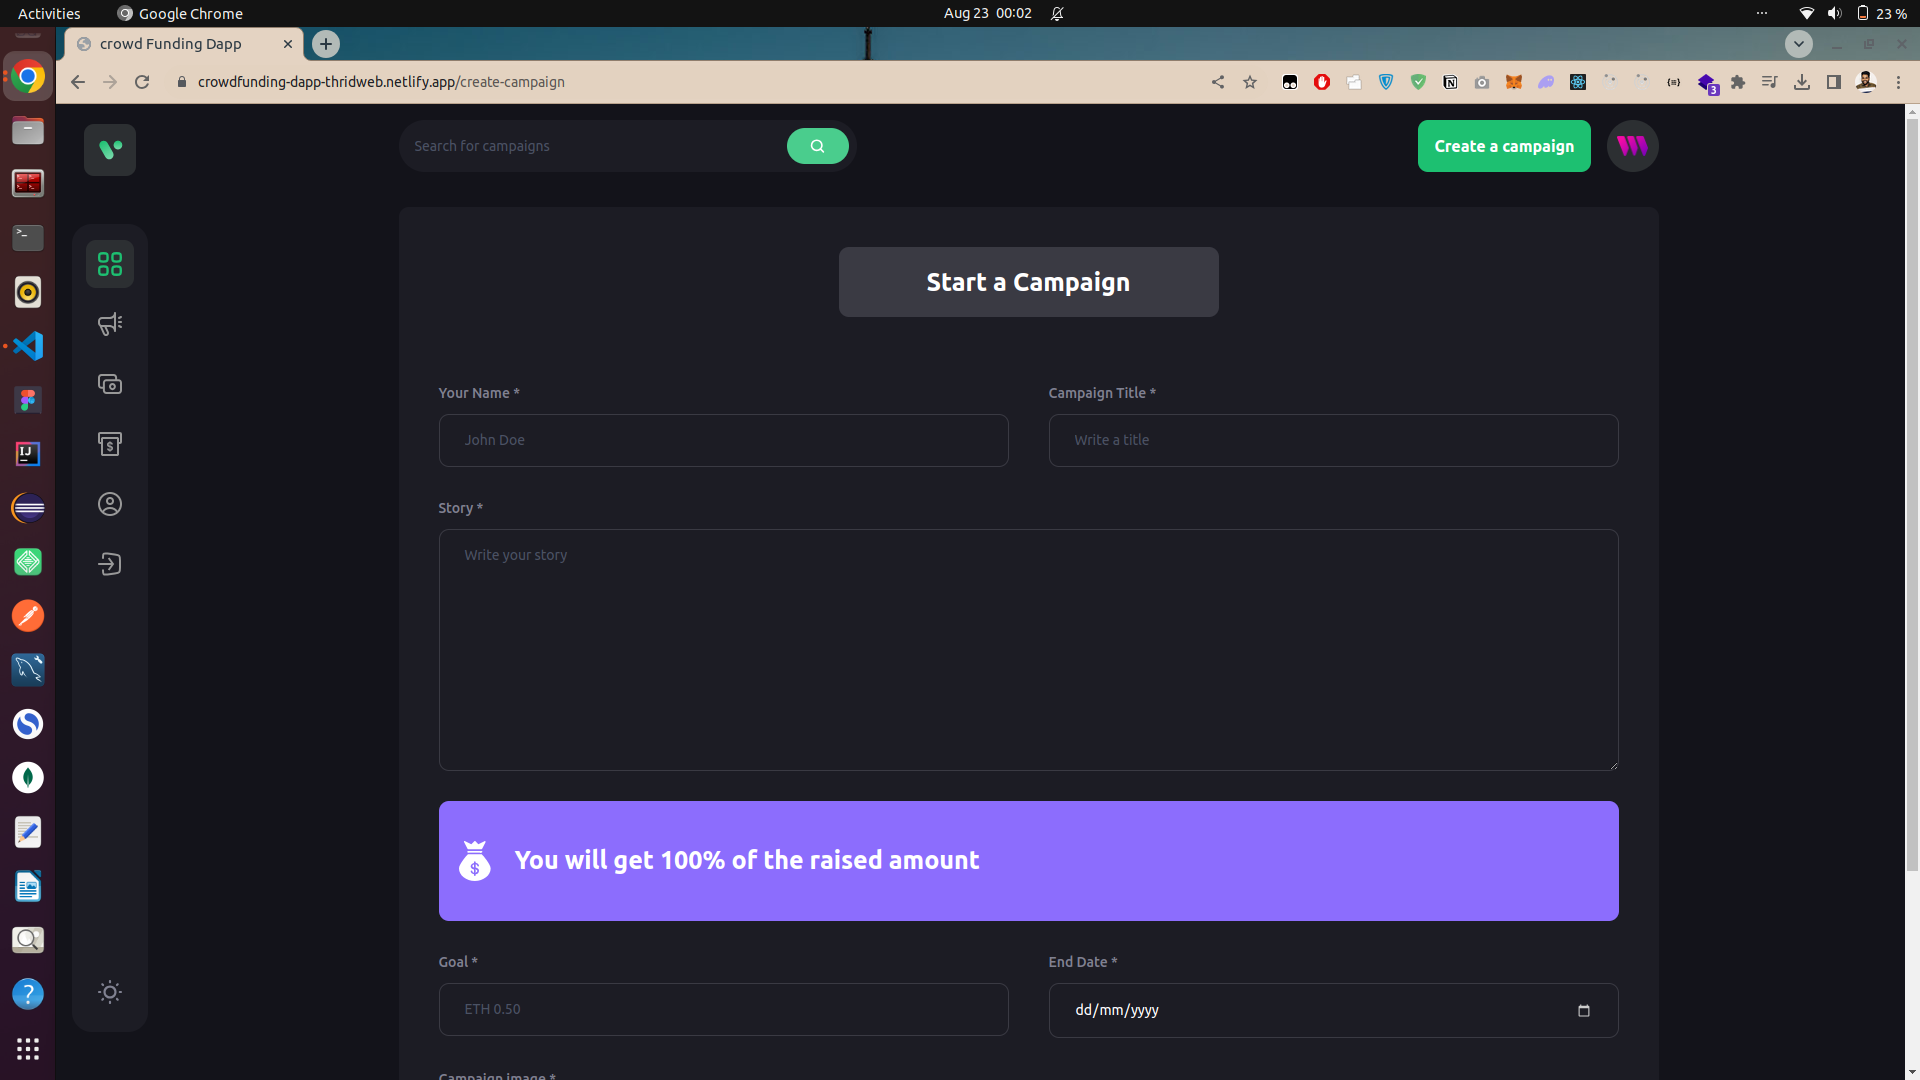 Activities
Google Chrome
Aug 23 00:02
23 %
crowd Funding Dapp
crowdfunding-dapp-thridweb.netlify.app/create-campaign
3
Search for campaigns
Create a campaign
Start a Campaign
Your Name *
Campaign Title *
John Doe
Write a title
Story *
Write your story
$
You will get 100% of the raised amount
Goal *
End Date *
ETH 0.50
dd/mm/yyyy
Campaign image *